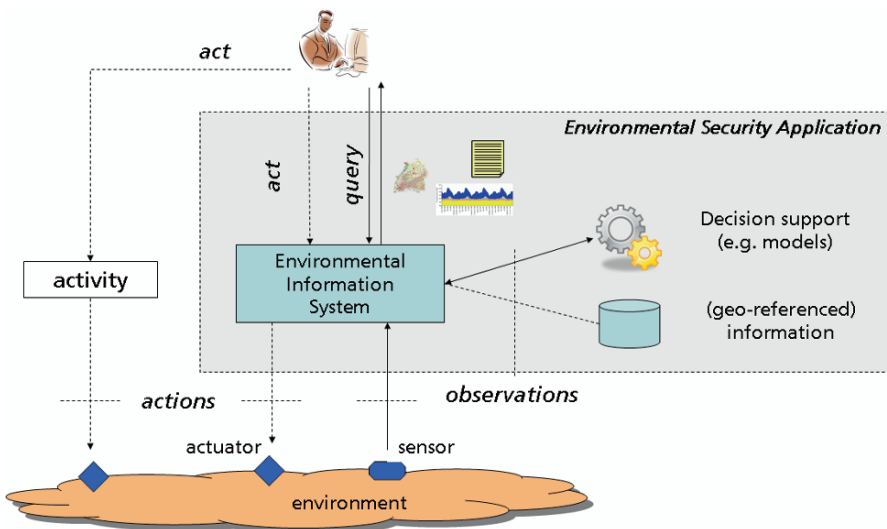 act
Environmental Security Application
act
query
Decision support
(e.g. models)
Environmental
Information
System
activity
(geo-referenced)
information
actions
observations
actuator
sensor
environment